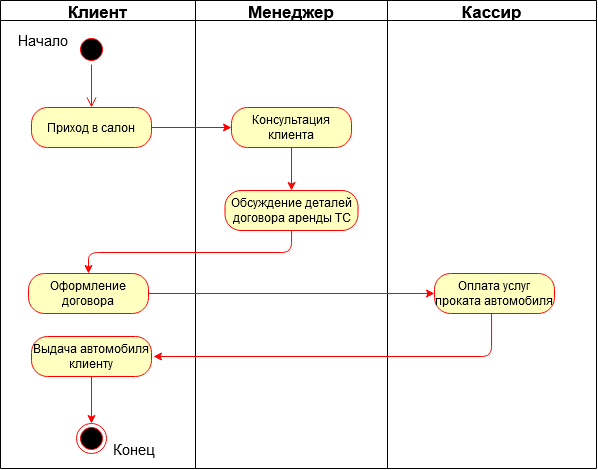 Клиент
Менеджер
Кассир
Начало
Приход в салон
Консультация
клиента
Обсуждение деталей
договора аренды ТС
Оформление
договора
Оплата услуг
проката автомобиля
Выдача автомобиля
клиенту
Конец